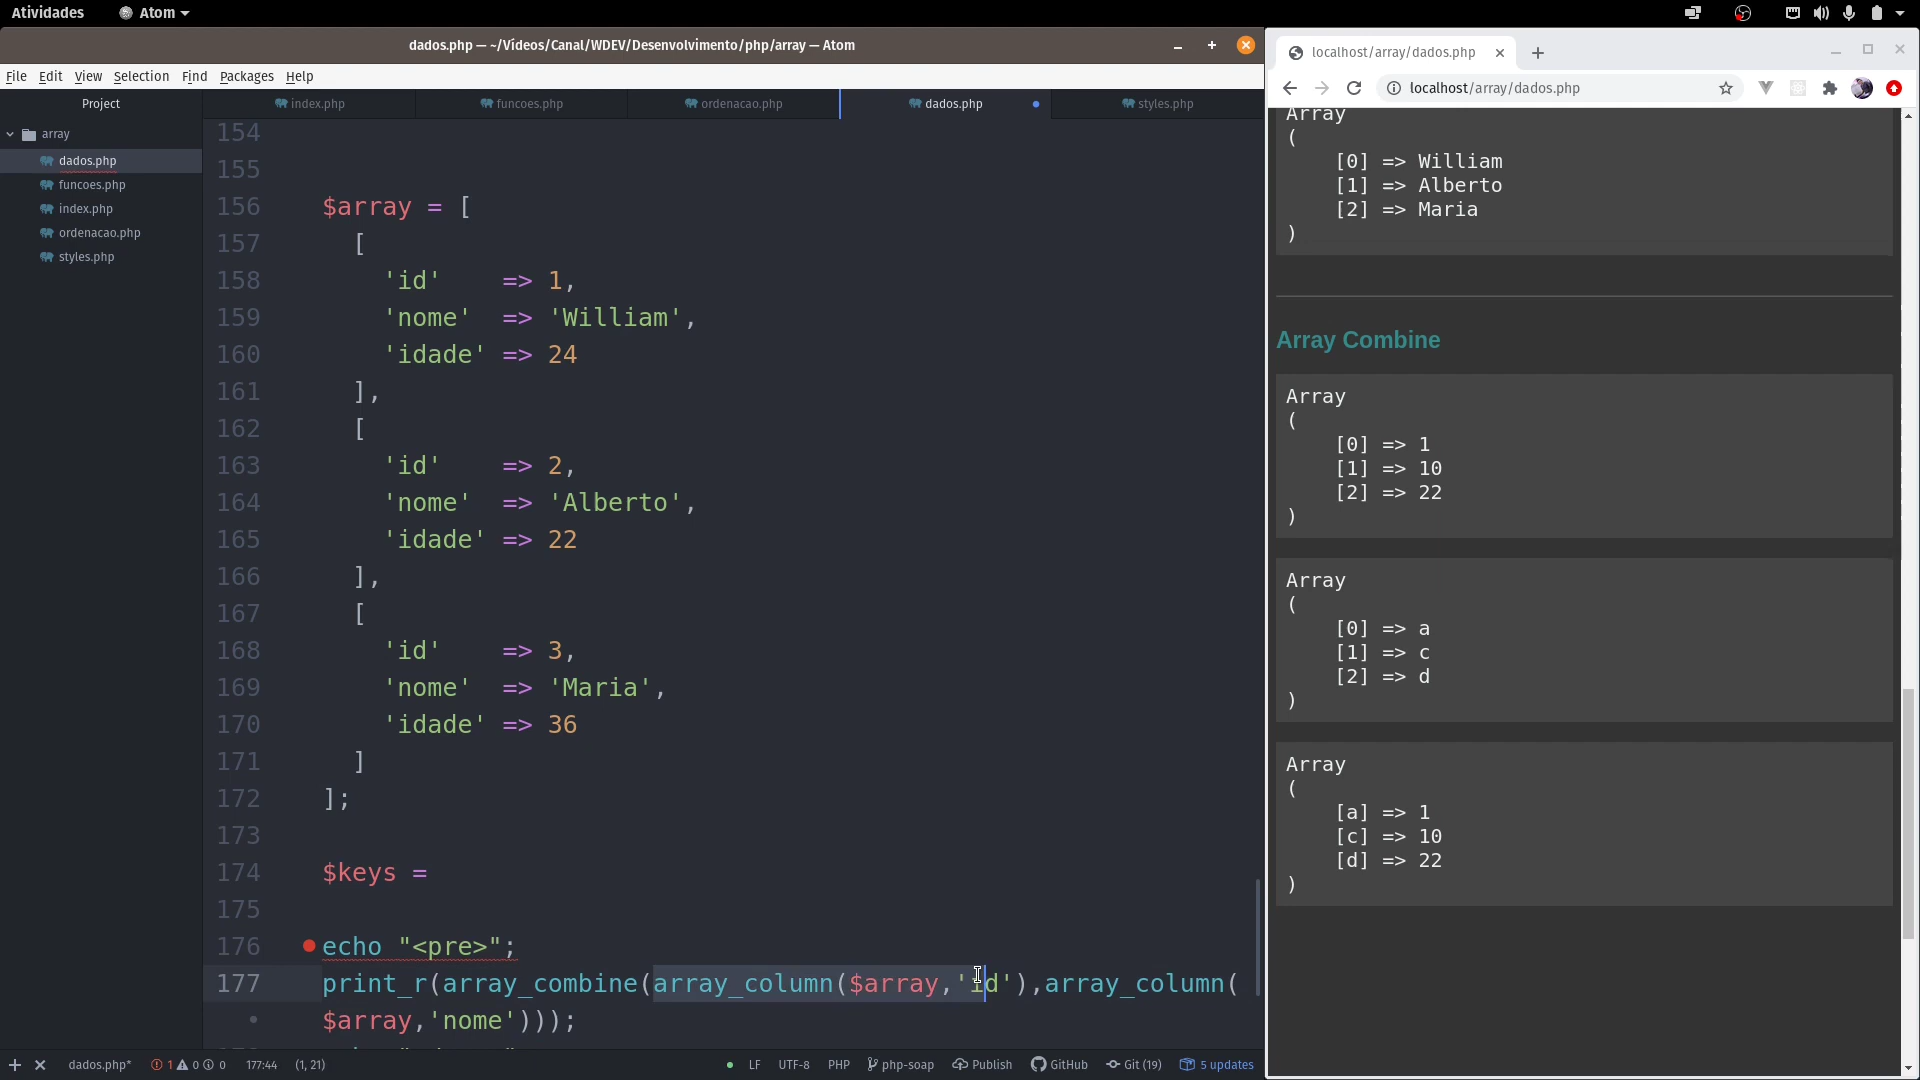 Atividades
Atom
dados.php — ~/Vídeos/Canal/WDEV/Desenvolvimento/php/array — Atom
File Edit View Selection Find Packages Help
Project
index.php
funcoes.php
ordenacao.php
dados.php
styles.php
array
dados.php
funcoes.php
index.php
ordenacao.php
styles.php
154
155
156 $array = [
157 [
158 'id' => 1,
159 'nome' => 'William',
160 'idade' => 24
161 ],
162 [
163 'id' => 2,
164 'nome' => 'Alberto',
165 'idade' => 22
166 ],
167 [
168 'id' => 3,
169 'nome' => 'Maria',
170 'idade' => 36
171 ]
172 ];
173
174 $keys =
175
176 echo "<pre>";
177 print_r(array_combine(array_column($array,'id'),array_column(
$array,'nome')));
dados.php* 1 0 0 177:44 (1, 21) LF UTF-8 PHP php-soap Publish GitHub Git (19) 5 updates
localhost/array/dados.php
localhost/array/dados.php
Array
(
[0] => William
[1] => Alberto
[2] => Maria
)
Array Combine
Array
(
[0] => 1
[1] => 10
[2] => 22
)
Array
(
[0] => a
[1] => c
[2] => d
)
Array
(
[a] => 1
[c] => 10
[d] => 22
)